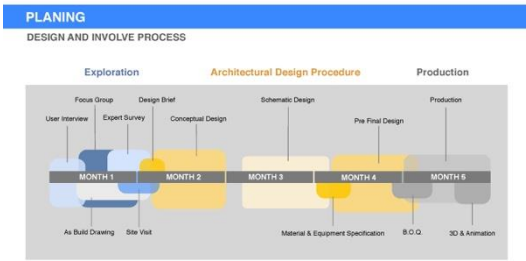 PLANING
DESIGN AND INVOLVE PROCESS
Exploration
Architectural Design Procedure
Production
Focus Group
Design Brief
Schematic Design
Production
User Interview
Expert Survey
Conceptual Design
Pre Final Design
MONTH 1
MONTH 2
MONTH 3
MONTH 4
MONTH 5
As Build Drawing
Site Visit
Material & Equipment Specification
B.O.Q.
3D & Animation